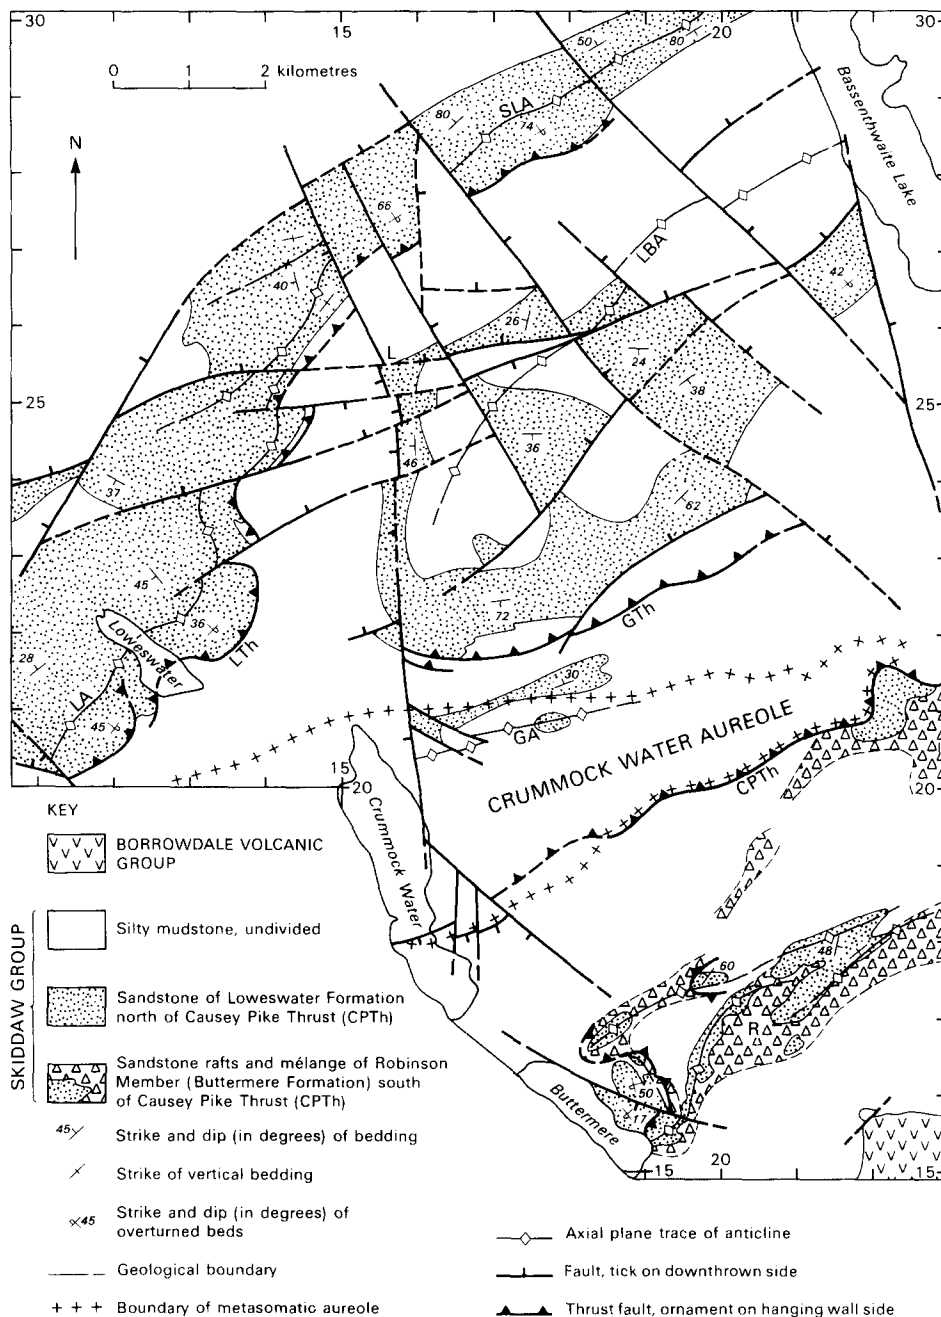 30
15
20
30
0 1 2 kilometres
50
80
80
SLA
74
Bassenthwaite Lake
N
66
LBA
40
42
26
L
24
38
25
25
46
36
37
62
45
72
GTh
36
Loweswater
LTh
28
LA
45
30
GA
CRUMMOCK WATER AUREOLE
CPTh
15
20
20
Crummock Water
48
60
R
50
17
Buttermere
15
20
15
KEY
BORROWDALE VOLCANIC
GROUP
SKIDDAW GROUP
Silty mudstone, undivided
Sandstone of Loweswater Formation
north of Causey Pike Thrust (CPTh)
Sandstone rafts and mélange of Robinson
Member (Buttermere Formation) south
of Causey Pike Thrust (CPTh)
45 Strike and dip (in degrees) of bedding
Strike of vertical bedding
45 Strike and dip (in degrees) of
overturned beds
Geological boundary
+ + + Boundary of metasomatic aureole
Axial plane trace of anticline
Fault, tick on downthrown side
Thrust fault, ornament on hanging wall side